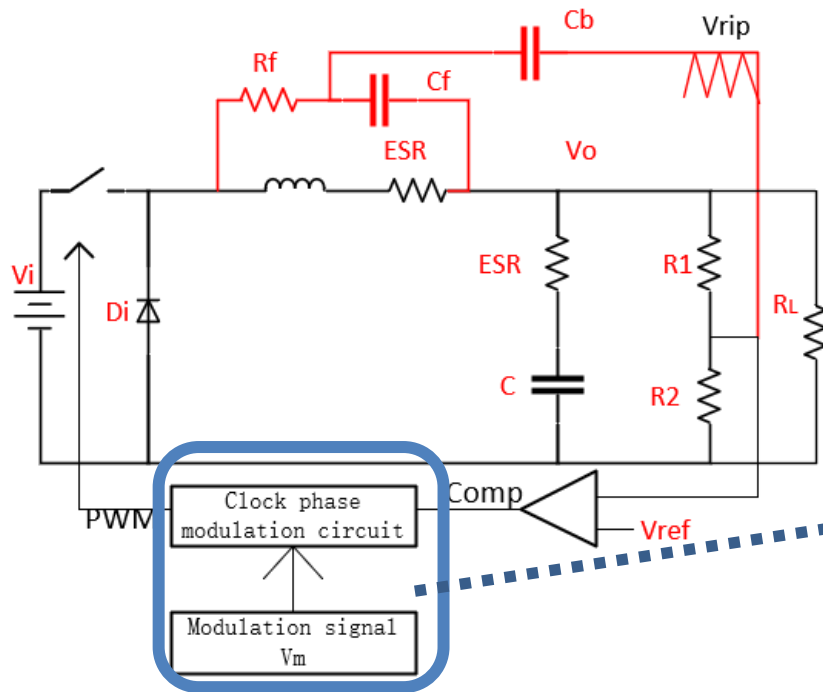 Cb
Vrip
Rf
Cf
ESR
Vo
Vi
Di
ESR
R1
RL
C
R2
Clock phase
modulation circuit
Comp
PWM
Vref
Modulation signal
Vm